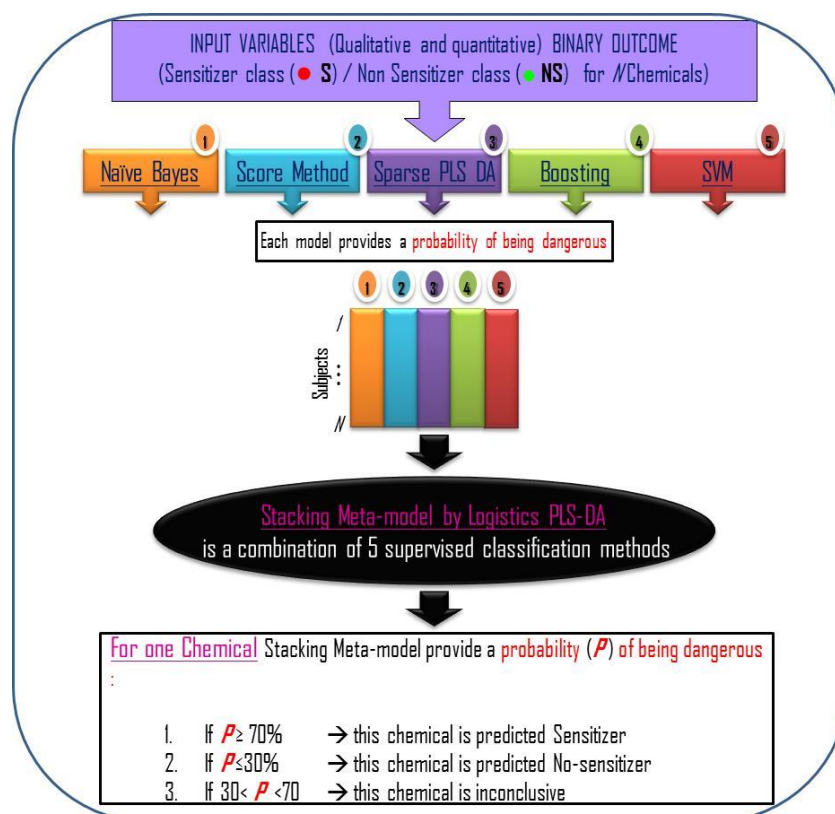 INPUT VARIABLES (Qualitative and quantitative) BINARY OUTCOME
(Sensitizer class (● S) / Non Sensitizer class (● NS) for N Chemicals)
1 2 3 4 5
Naïve Bayes Score Method Sparse PLS DA Boosting SVM
Each model provides a probability of being dangerous
1 2 3 4 5
Subjects
1
...
N
Stacking Meta-model by Logistics PLS-DA
is a combination of 5 supervised classification methods
For one Chemical Stacking Meta-model provide a probability (P) of being dangerous
:
1. If P ≥ 70% → this chemical is predicted Sensitizer
2. If P ≤30% → this chemical is predicted No-sensitizer
3. If 30< P <70 → this chemical is inconclusive